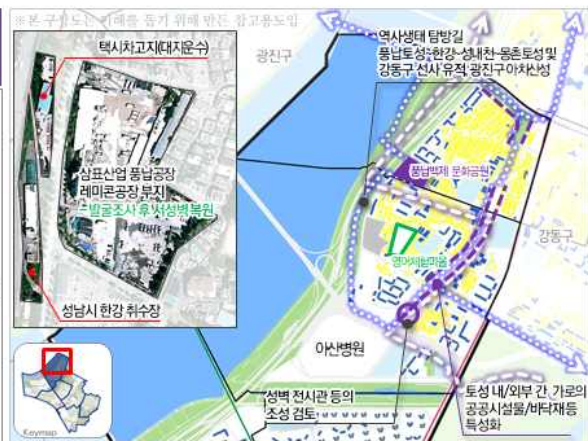 ※본 구상도는 이해를 돕기 위해 만든 참고용도임
택시차고지(대지운수)
삼표산업 풍납공장
레미콘공장 부지
- 발굴조사 후 서성벽 복원
성남시 한강 취수장
Keymap
광진구
역사생태 탐방길
풍납토성-한강-성내천-몽촌토성 및
강동구 선사 유적, 광진구 아차산성
풍납백제 문화공원
강동구
영어체험마을
아산병원
성벽 전시관 등의
조성 검토
토성 내/외부 간, 가로의
공공시설물/바닥재 등
특성화